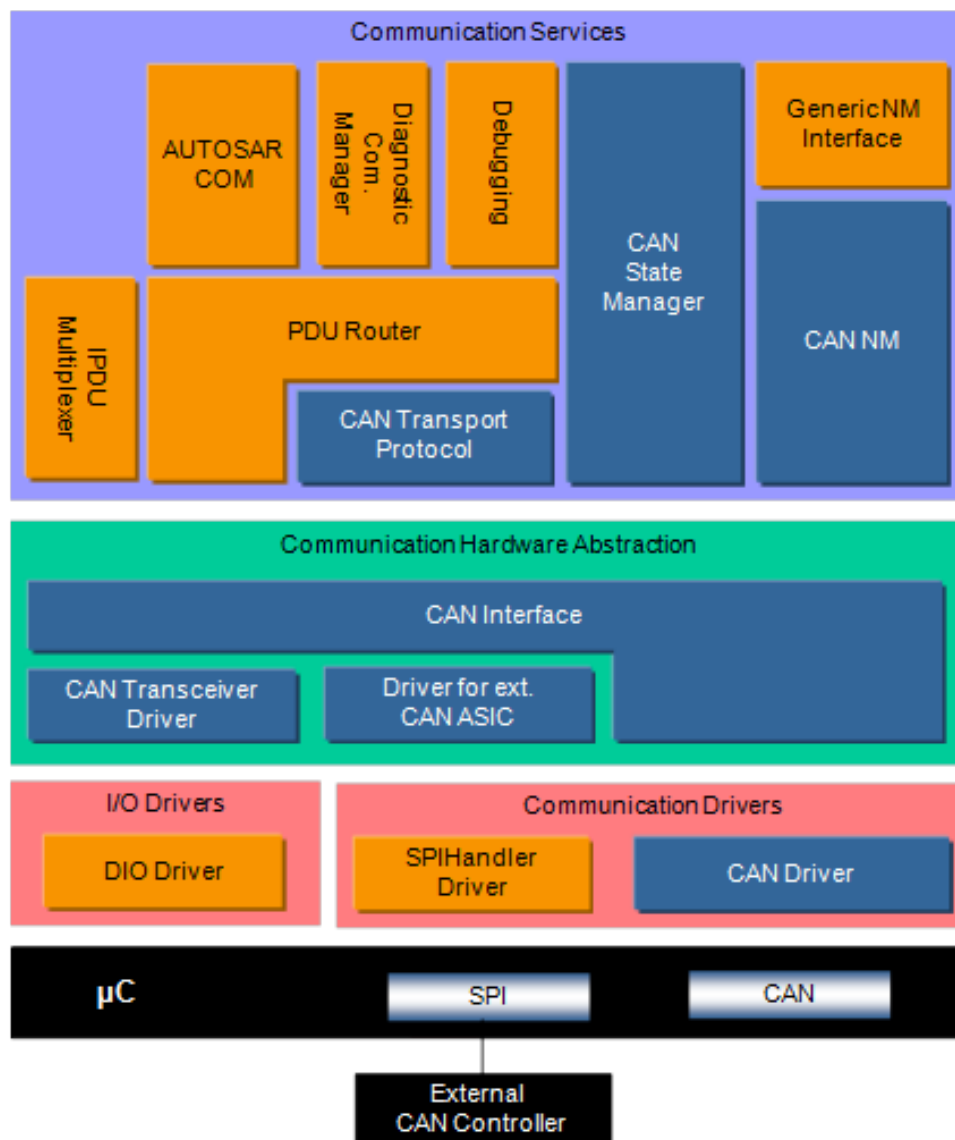 Communication Services
AUTOSAR
COM
Diagnostic
Com.
Manager
Debugging
CAN
State
Manager
Generic NM
Interface
CAN NM
IPDU
Multiplexer
PDU Router
CAN Transport
Protocol
Communication Hardware Abstraction
CAN Interface
CAN Transceiver
Driver
Driver for ext.
CAN ASIC
I/O Drivers
DIO Driver
Communication Drivers
SPIHandler
Driver
CAN Driver
µC
SPI
CAN
External
CAN Controller